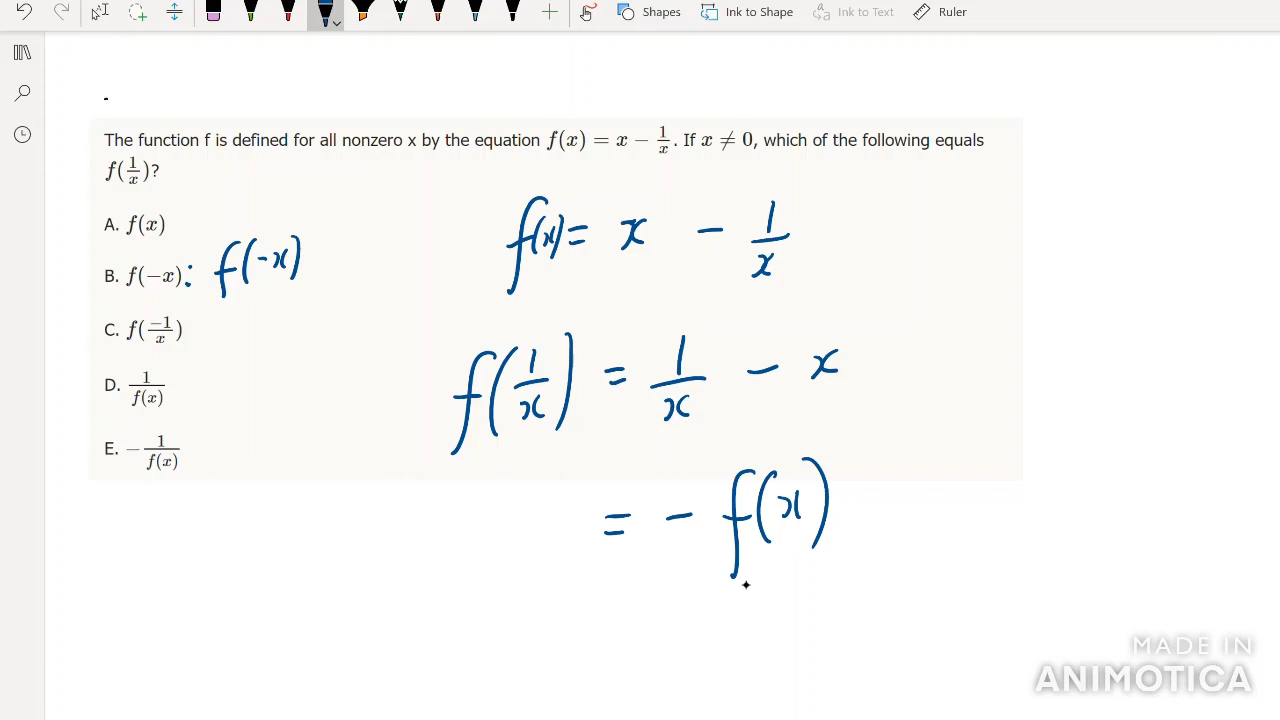 Shapes Ink to Shape Ink to Text Ruler
The function f is defined for all nonzero x by the equation f(x) = x − 1/x. If x ≠ 0, which of the following equals
f(1/x)?
A. f(x)
B. f(−x) : f(-x)
C. f(−1/x)
D. 1/f(x)
E. −1/f(x)
f(x) = x - 1/x
f(1/x) = 1/x - x
= - f(x)
MADE IN
ANIMOTICA